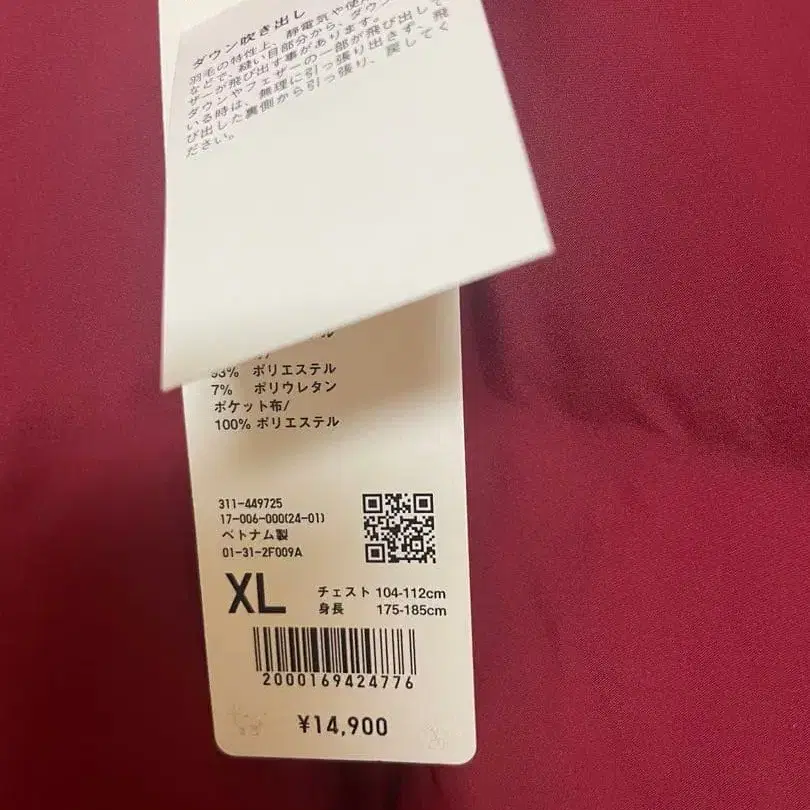 ダウン吹き出し
羽毛の特性上、静電気や使
などで、縫い目部分から、ダウン
ザーが飛び出す事があります。
ダウンやフェザーの一部が飛び出して
いる時は、無理に引っ張り出さず、飛
び出した裏側から引っ張り、戻してく
ださい。
93% ポリエステル
7% ポリウレタン
ポケット布/
100% ポリエステル
311-449725
17-006-000(24-01)
ベトナム製
01-31-2F009A
XL
チェスト 104-112cm
身長 175-185cm
2000169424776
¥14,900